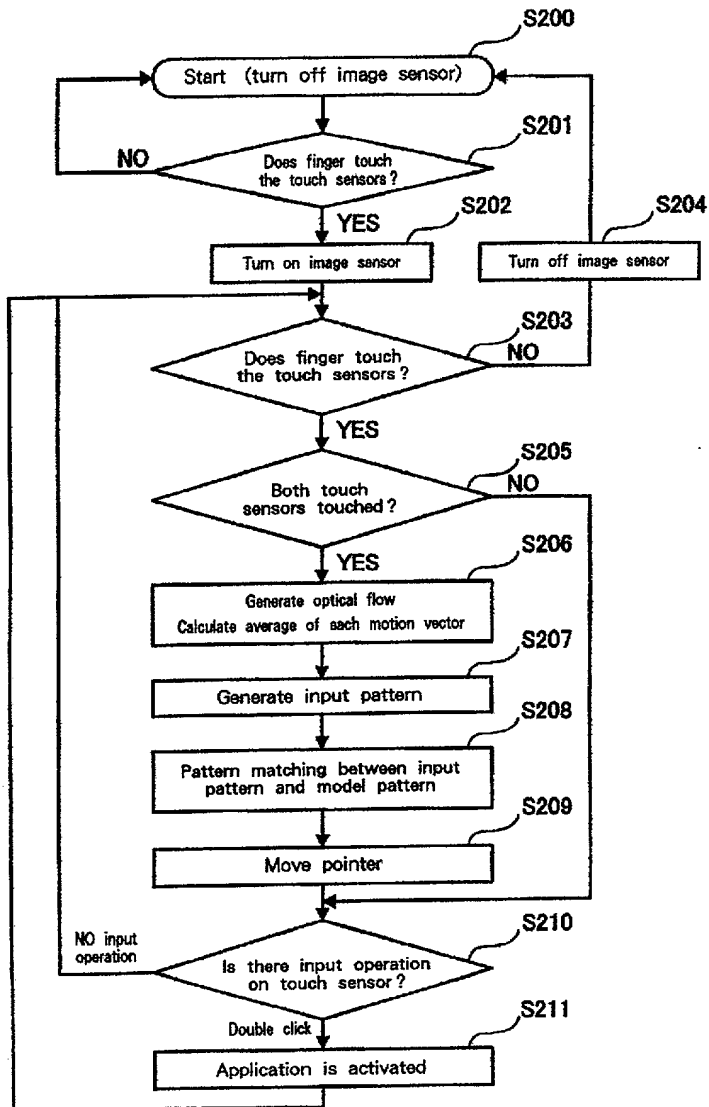 S200
Start (turn off image sensor)
S201
NO
Does finger touch
the touch sensors?
YES
S202
S204
Turn on image sensor
Turn off image sensor
S203
NO
Does finger touch
the touch sensors?
YES
S205
NO
Both touch
sensors touched?
YES
S206
Generate optical flow
Calculate average of each motion vector
S207
Generate input pattern
S208
Pattern matching between input
pattern and model pattern
S209
Move pointer
S210
NO input
operation
Is there input operation
on touch sensor?
Double click
S211
Application is activated